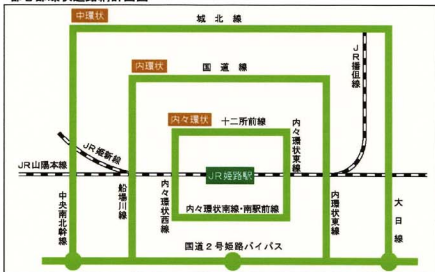 中環状
城北線
内環状
国道線
JR播但線
内々環状
十二所前線
内々環状東線
JR姫新線
JR山陽本線
JR姫路駅
中央南北幹線
船場川線
内々環状西線
内々環状南線・南駅前線
内環状東線
大日線
国道2号姫路バイパス